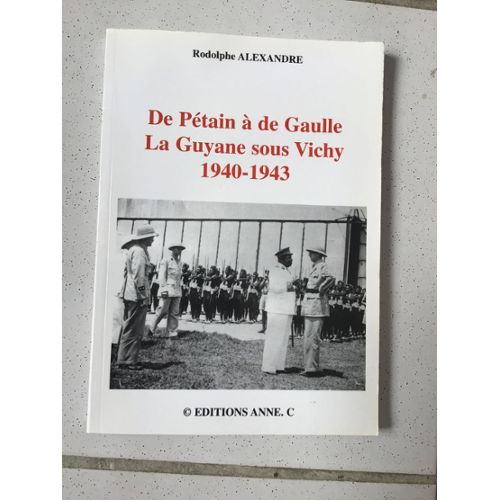 Rodolphe ALEXANDRE
De Pétain à de Gaulle
La Guyane sous Vichy
1940-1943
© EDITIONS ANNE. C